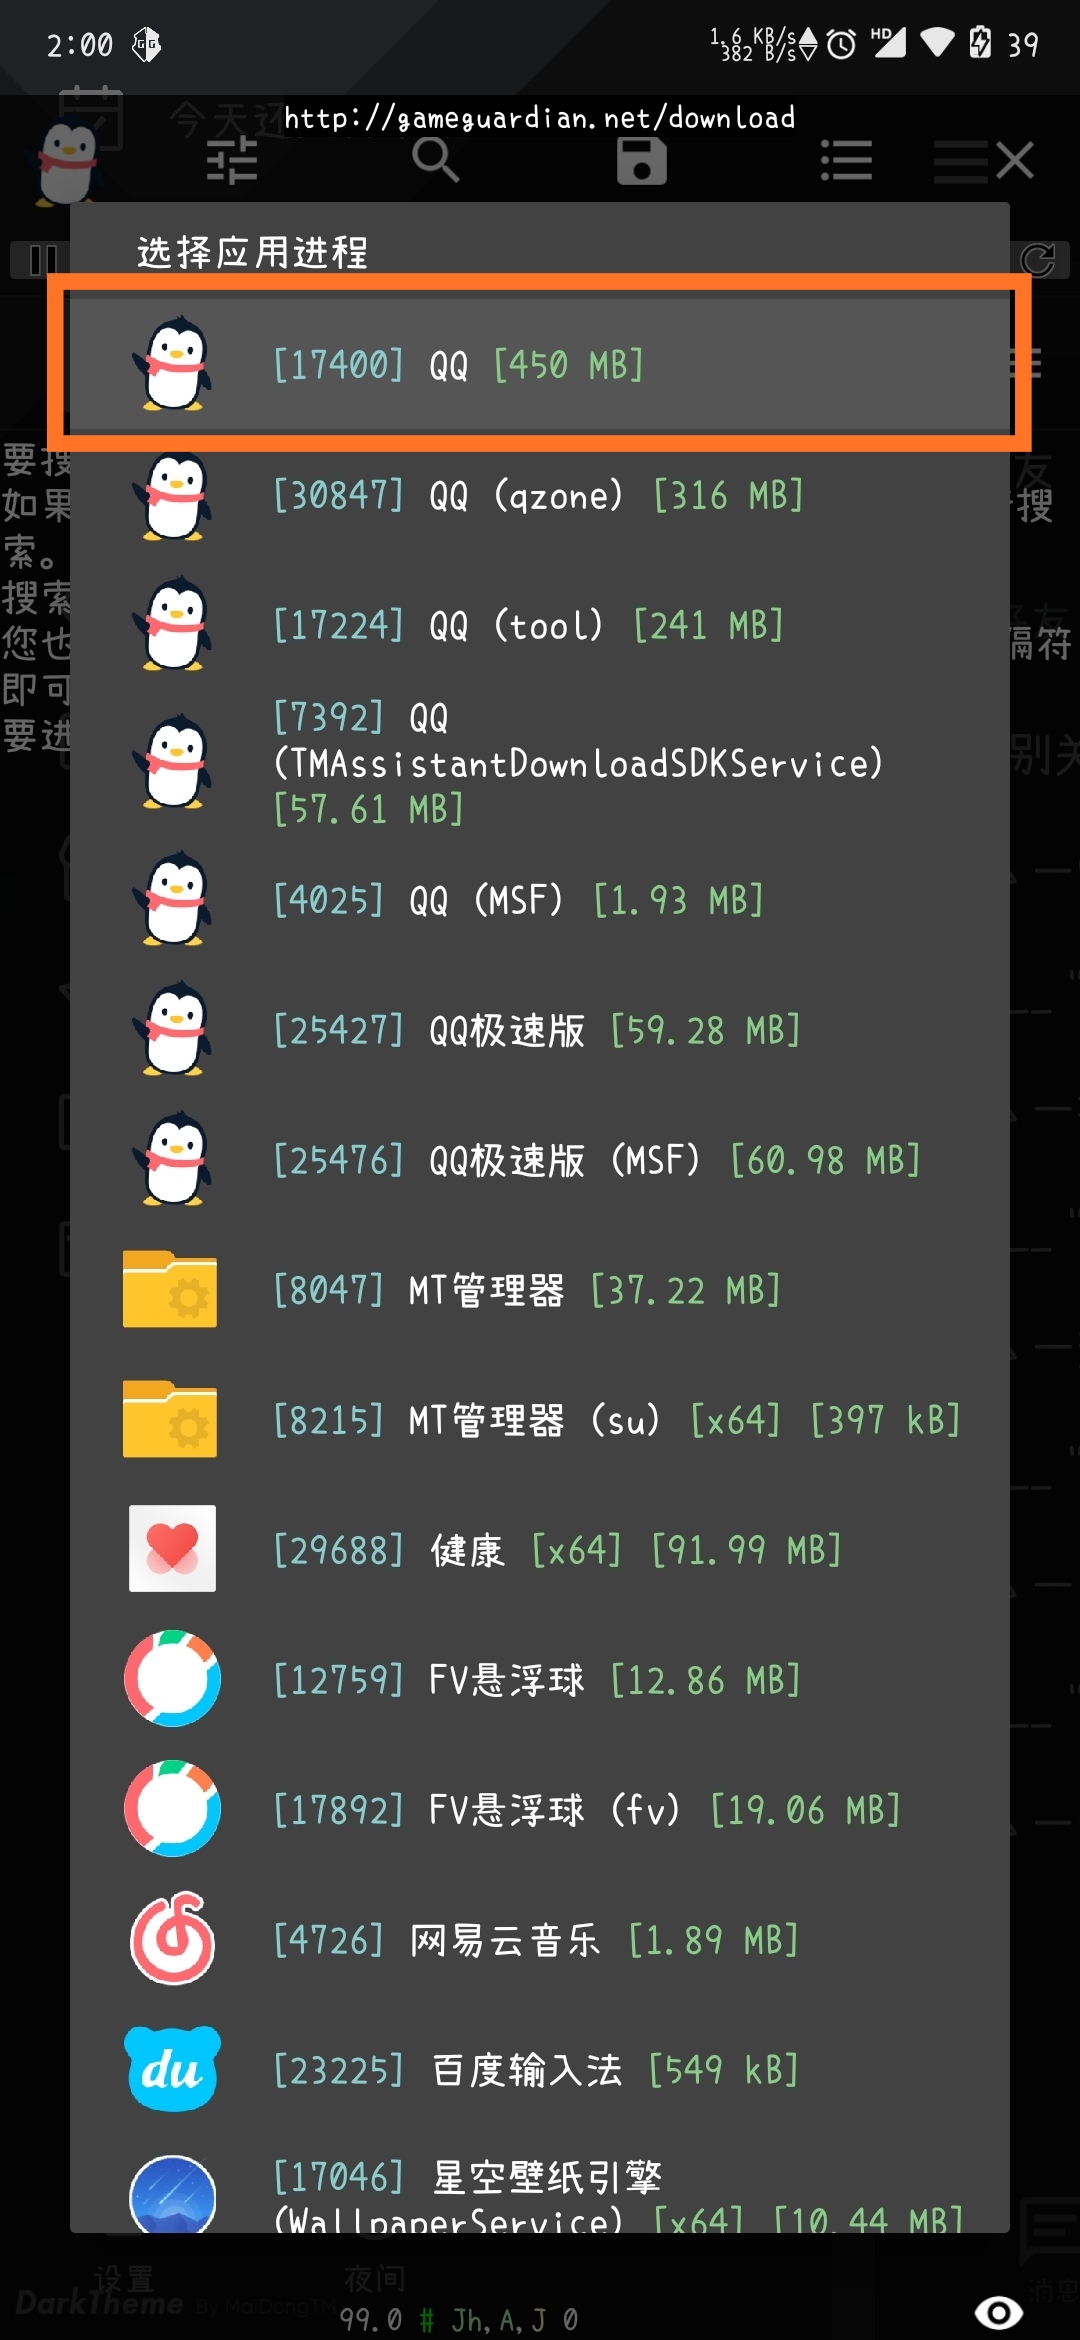 2:00
1.6 KB/s
382 B/s
HD
39
今天还
http://gameguardian.net/download
选择应用进程
[17400] QQ [450 MB]
[30847] QQ (qzone) [316 MB]
[17224] QQ (tool) [241 MB]
[7392] QQ
(TMAssistantDownloadSDKService)
[57.61 MB]
[4025] QQ (MSF) [1.93 MB]
[25427] QQ极速版 [59.28 MB]
[25476] QQ极速版 (MSF) [60.98 MB]
[8047] MT管理器 [37.22 MB]
[8215] MT管理器 (su) [x64] [397 kB]
[29688] 健康 [x64] [91.99 MB]
[12759] FV悬浮球 [12.86 MB]
[17892] FV悬浮球 (fv) [19.06 MB]
[4726] 网易云音乐 [1.89 MB]
du
[23225] 百度输入法 [549 kB]
[17046] 星空壁纸引擎
(WallpaperService) [x64] [10.44 MB]
要搜
如果
索。
搜索
您也
即可
要进
友
搜
隔符
别关
设置
夜间
消息
DarkTheme By MaiDongTM
99.0 # Jh,A,J 0